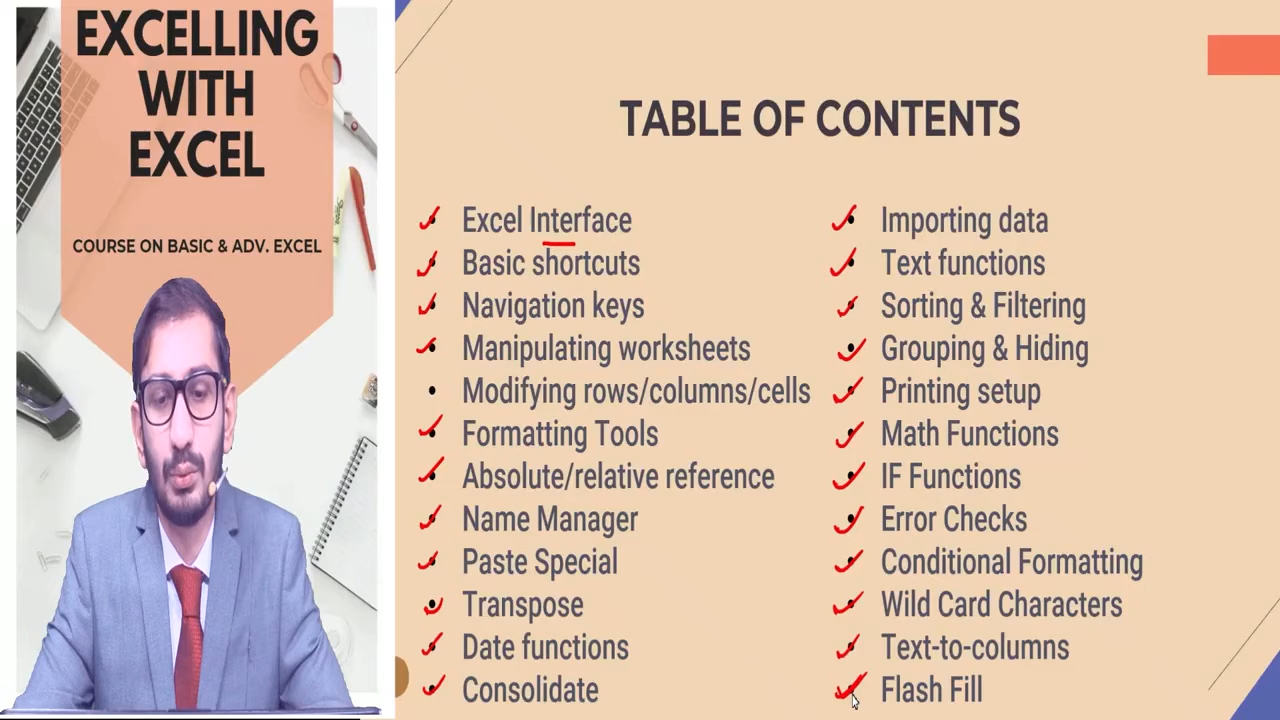 EXCELLING
WITH
EXCEL
COURSE ON BASIC & ADV. EXCEL
TABLE OF CONTENTS
Excel Interface
Basic shortcuts
Navigation keys
Manipulating worksheets
Modifying rows/columns/cells
Formatting Tools
Absolute/relative reference
Name Manager
Paste Special
Transpose
Date functions
Consolidate
Importing data
Text functions
Sorting & Filtering
Grouping & Hiding
Printing setup
Math Functions
IF Functions
Error Checks
Conditional Formatting
Wild Card Characters
Text-to-columns
Flash Fill